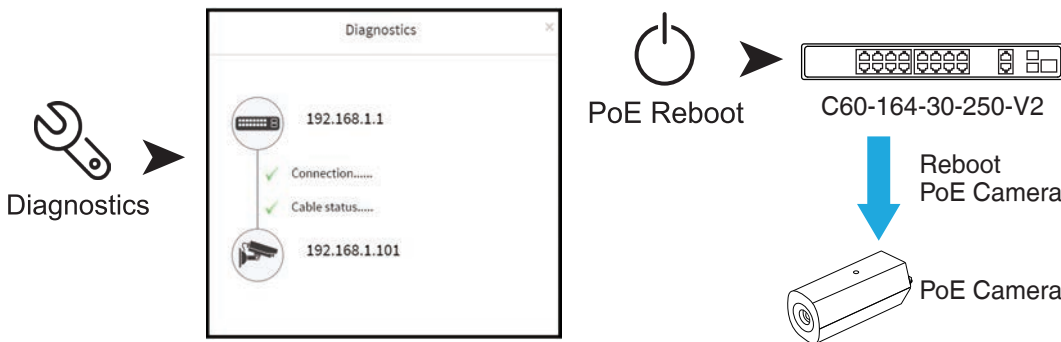 Diagnostics
×
192.168.1.1
Connection......
Cable status.....
192.168.1.101
Diagnostics
PoE Reboot
C60-164-30-250-V2
Reboot
PoE Camera
PoE Camera